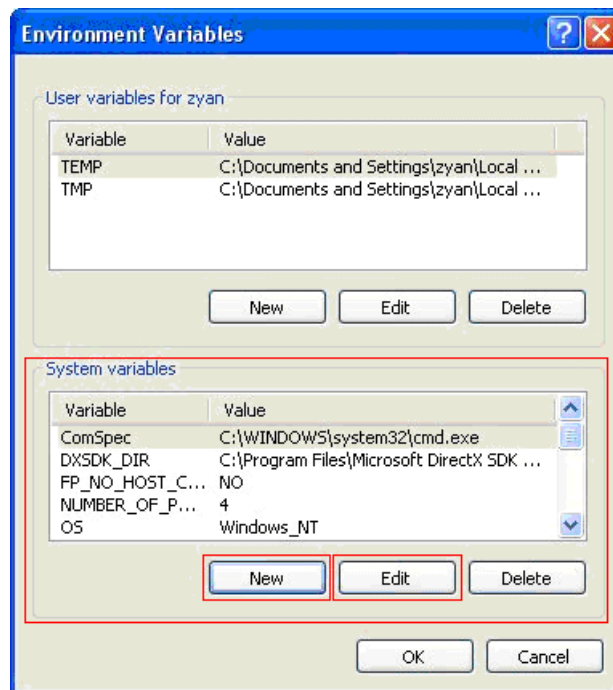 Environment Variables
User variables for zyan
Variable Value
TEMP C:\Documents and Settings\zyan\Local ...
TMP C:\Documents and Settings\zyan\Local ...
New Edit Delete
System variables
Variable Value
ComSpec C:\WINDOWS\system32\cmd.exe
DXSDK_DIR C:\Program Files\Microsoft DirectX SDK ...
FP_NO_HOST_C... NO
NUMBER_OF_P... 4
OS Windows_NT
New Edit Delete
OK Cancel